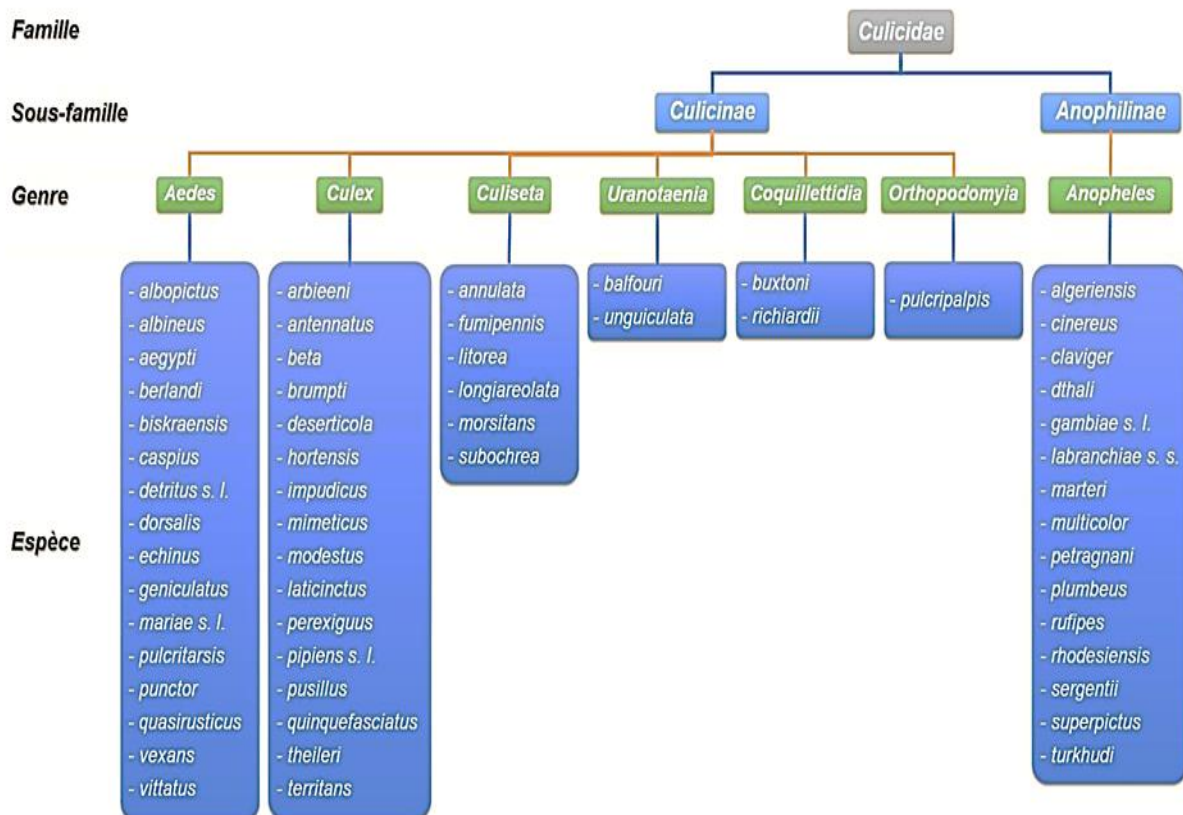 Famille
Culicidae
Sous-famille
Culicinae
Anophilinae
Genre
Aedes
Culex
Culiseta
Uranotaenia
Coquillettidia
Orthopodomyia
Anopheles
Espèce
- albopictus
- albineus
- aegypti
- berlandi
- biskraensis
- caspius
- detritus s. l.
- dorsalis
- echinus
- geniculatus
- mariae s. l.
- pulcritarsis
- punctor
- quasirusticus
- vexans
- vittatus
- arbieeni
- antennatus
- beta
- brumpti
- deserticola
- hortensis
- impudicus
- mimeticus
- modestus
- laticinctus
- perexiguus
- pipiens s. l.
- pusillus
- quinquefasciatus
- theileri
- territans
- annulata
- fumipennis
- litorea
- longiareolata
- morsitans
- subochrea
- balfouri
- unguiculata
- buxtoni
- richiardii
- pulcripalpis
- algeriensis
- cinereus
- claviger
- dthali
- gambiae s. l.
- labranchiae s. s.
- marteri
- multicolor
- petragnani
- plumbeus
- rufipes
- rhodesiensis
- sergentii
- superpictus
- turkhudi